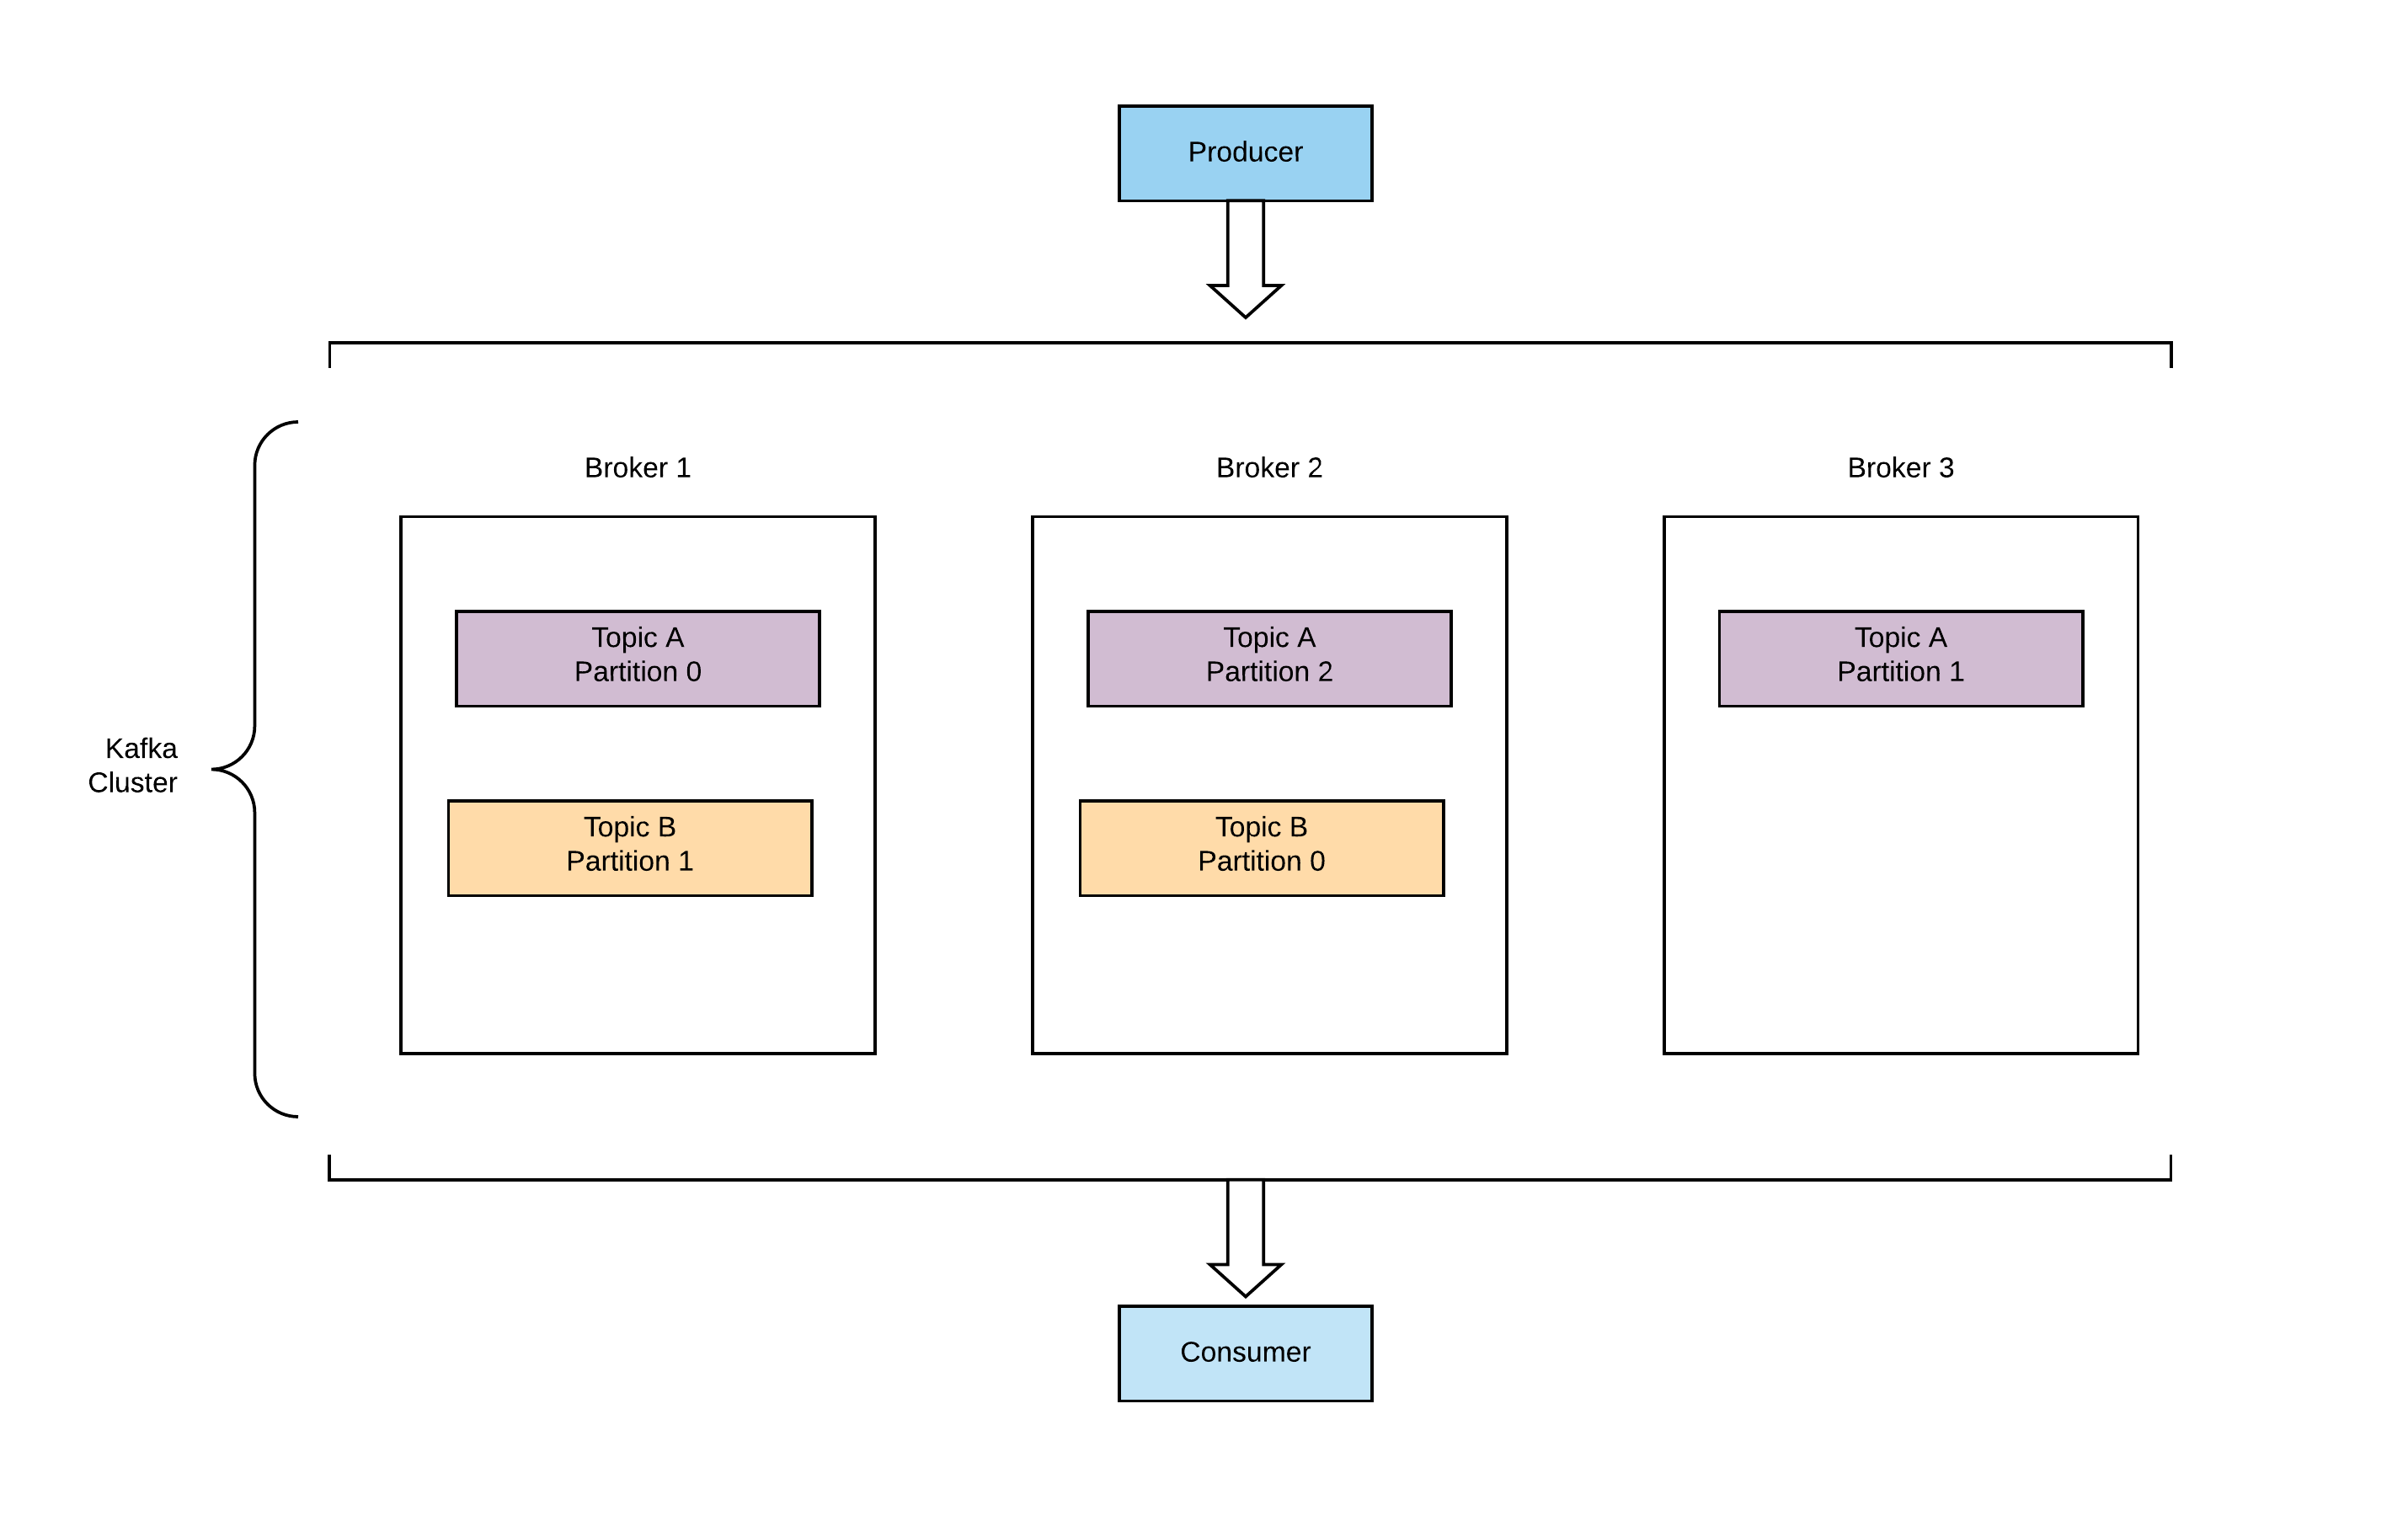 Producer
Broker 1
Broker 2
Broker 3
Topic A
Partition 0
Topic A
Partition 2
Topic A
Partition 1
Kafka
Cluster
Topic B
Partition 1
Topic B
Partition 0
Consumer